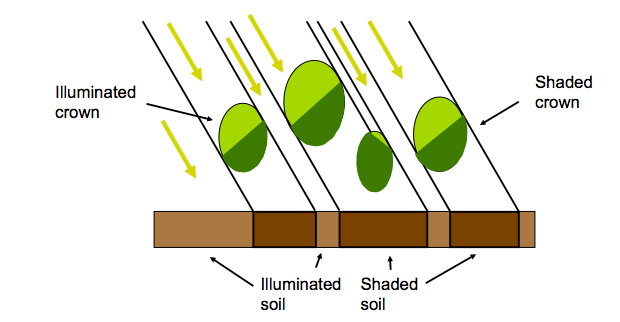 Illuminated
crown
Shaded
crown
Illuminated
soil
Shaded
soil